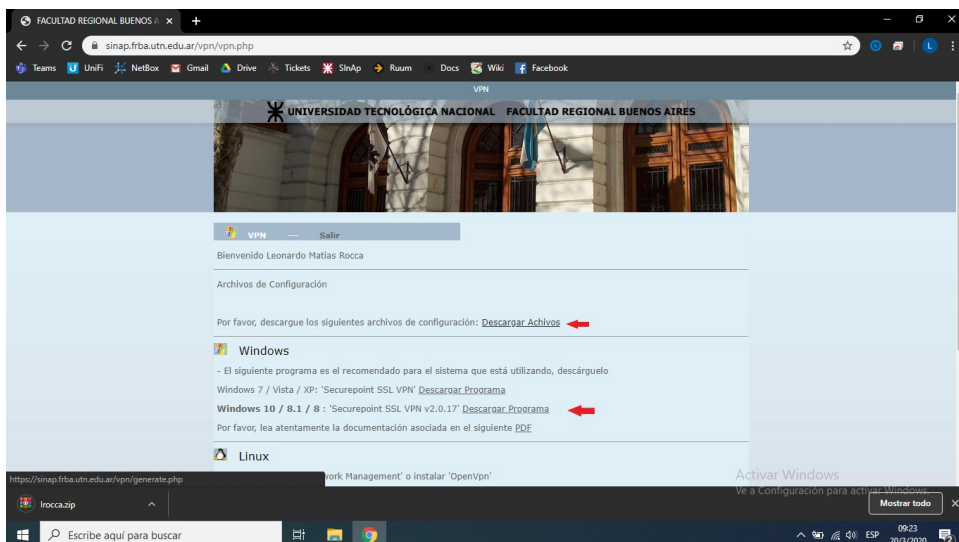 FACULTAD REGIONAL BUENOS A
sinap.frba.utn.edu.ar/vpn/vpn.php
L
Teams UniFi NetBox Gmail Drive Tickets SInAp Ruum Docs Wiki Facebook
VPN
UNIVERSIDAD TECNOLÓGICA NACIONAL FACULTAD REGIONAL BUENOS AIRES
VPN — Salir
Bienvenido Leonardo Matias Rocca
Archivos de Configuración
Por favor, descargue los siguientes archivos de configuración: Descargar Achivos
Windows
- El siguiente programa es el recomendado para el sistema que está utilizando, descárguelo
Windows 7 / Vista / XP: 'Securepoint SSL VPN' Descargar Programa
Windows 10 / 8.1 / 8 : 'Securepoint SSL VPN v2.0.17' Descargar Programa
Por favor, lea atentamente la documentación asociada en el siguiente PDF
Linux
work Management' o instalar 'OpenVpn'
https://sinap.frba.utn.edu.ar/vpn/generate.php
Activar Windows
Ve a Configuración para activar Windows.
lrocca.zip
Mostrar todo
Escribe aquí para buscar
ESP
09:23
20/3/2020
2